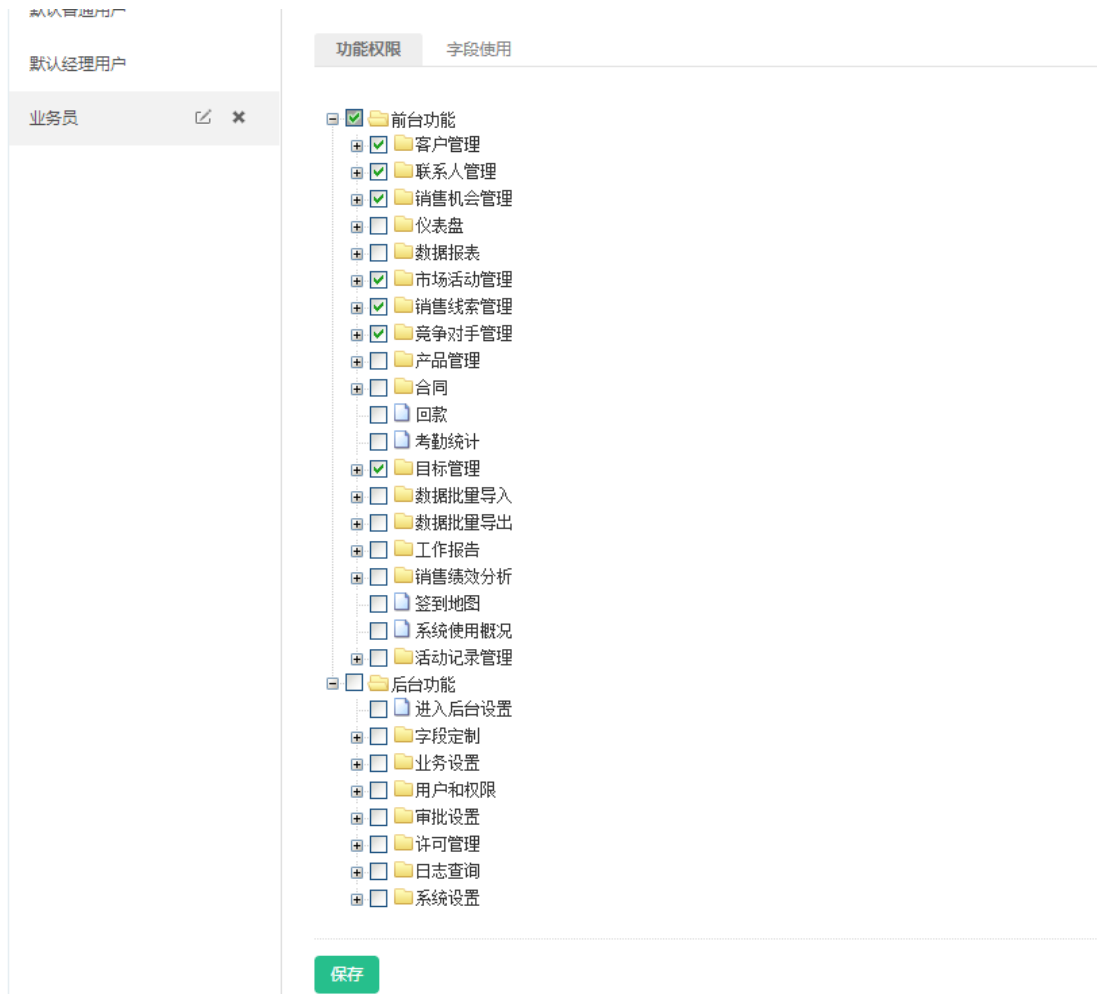 默认普通用户
默认经理用户
业务员
功能权限 字段使用
前台功能
客户管理
联系人管理
销售机会管理
仪表盘
数据报表
市场活动管理
销售线索管理
竞争对手管理
产品管理
合同
回款
考勤统计
目标管理
数据批量导入
数据批量导出
工作报告
销售绩效分析
签到地图
系统使用概况
活动记录管理
后台功能
进入后台设置
字段定制
业务设置
用户和权限
审批设置
许可管理
日志查询
系统设置
保存